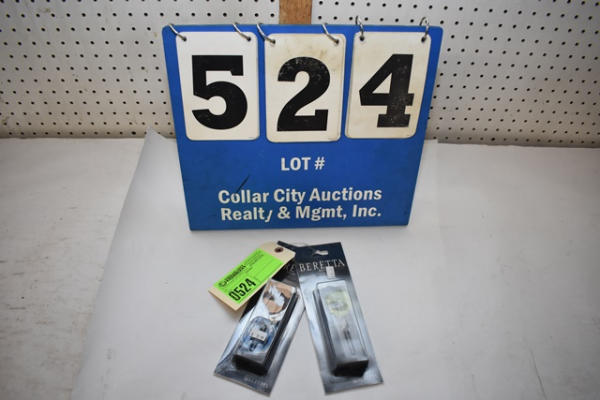 524
LOT #
Collar City Auctions
Realty & Mgmt, Inc.
BERETTA
0524